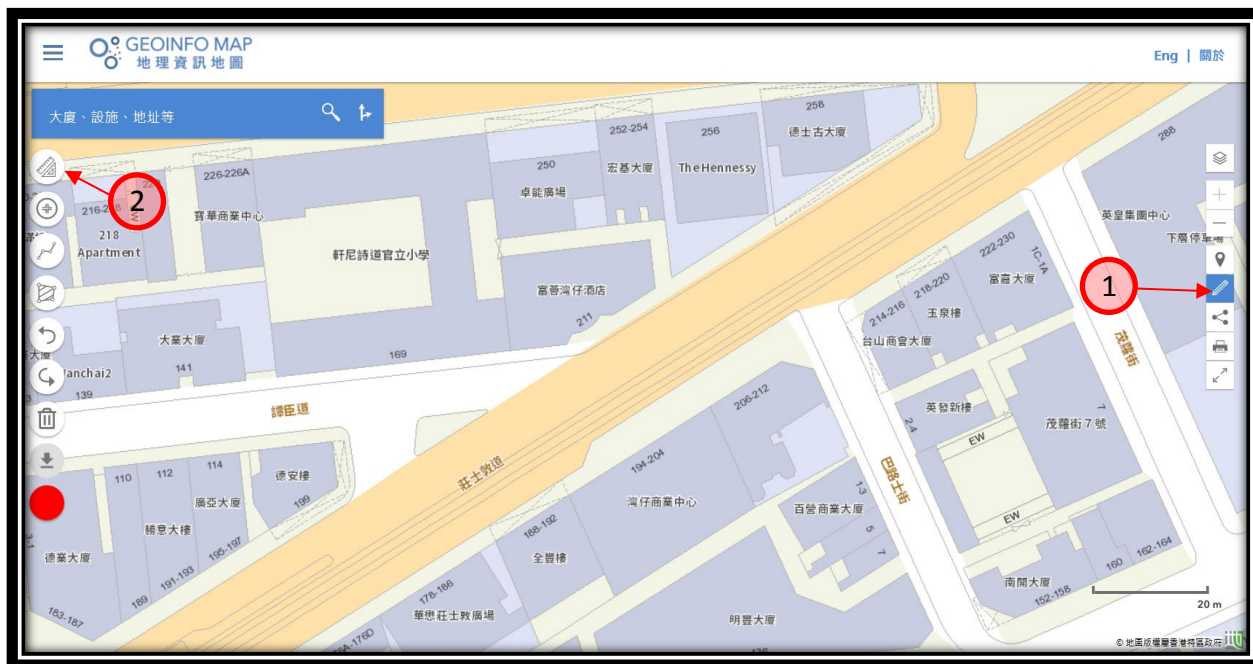 GEOINFO MAP
地理資訊地圖
Eng | 關於
大廈、設施、地址等
258
252-254
256
德士古大廈
288
250
宏基大廈
The Hennessy
226-226A
卓能廣場
2
216-218
寶華商業中心
218
Apartment
軒尼詩道官立小學
英皇集團中心
下層停車場
222-230
1C-1A
富嘉大廈
1
富薈灣仔酒店
218-220
玉泉樓
211
214-216
台山商會大廈
大業大廈
169
茂蘿街
Wanchai2
141
139
206-212
英發新樓
7
譚臣道
2-4
茂蘿街 7 號
EW
莊士敦道
194-204
巴路士街
110
112
114
德安樓
廣亞大廈
199
灣仔商業中心
1-3
百營商業大廈
勝意大樓
188-192
5
EW
3-1
德業大廈
195-197
全豐樓
7
162-164
191-193
160
189
178-186
南開大廈
152-158
183-187
華懋莊士敦廣場
明豐大廈
20 m
176D
© 地圖版權屬香港特區政府